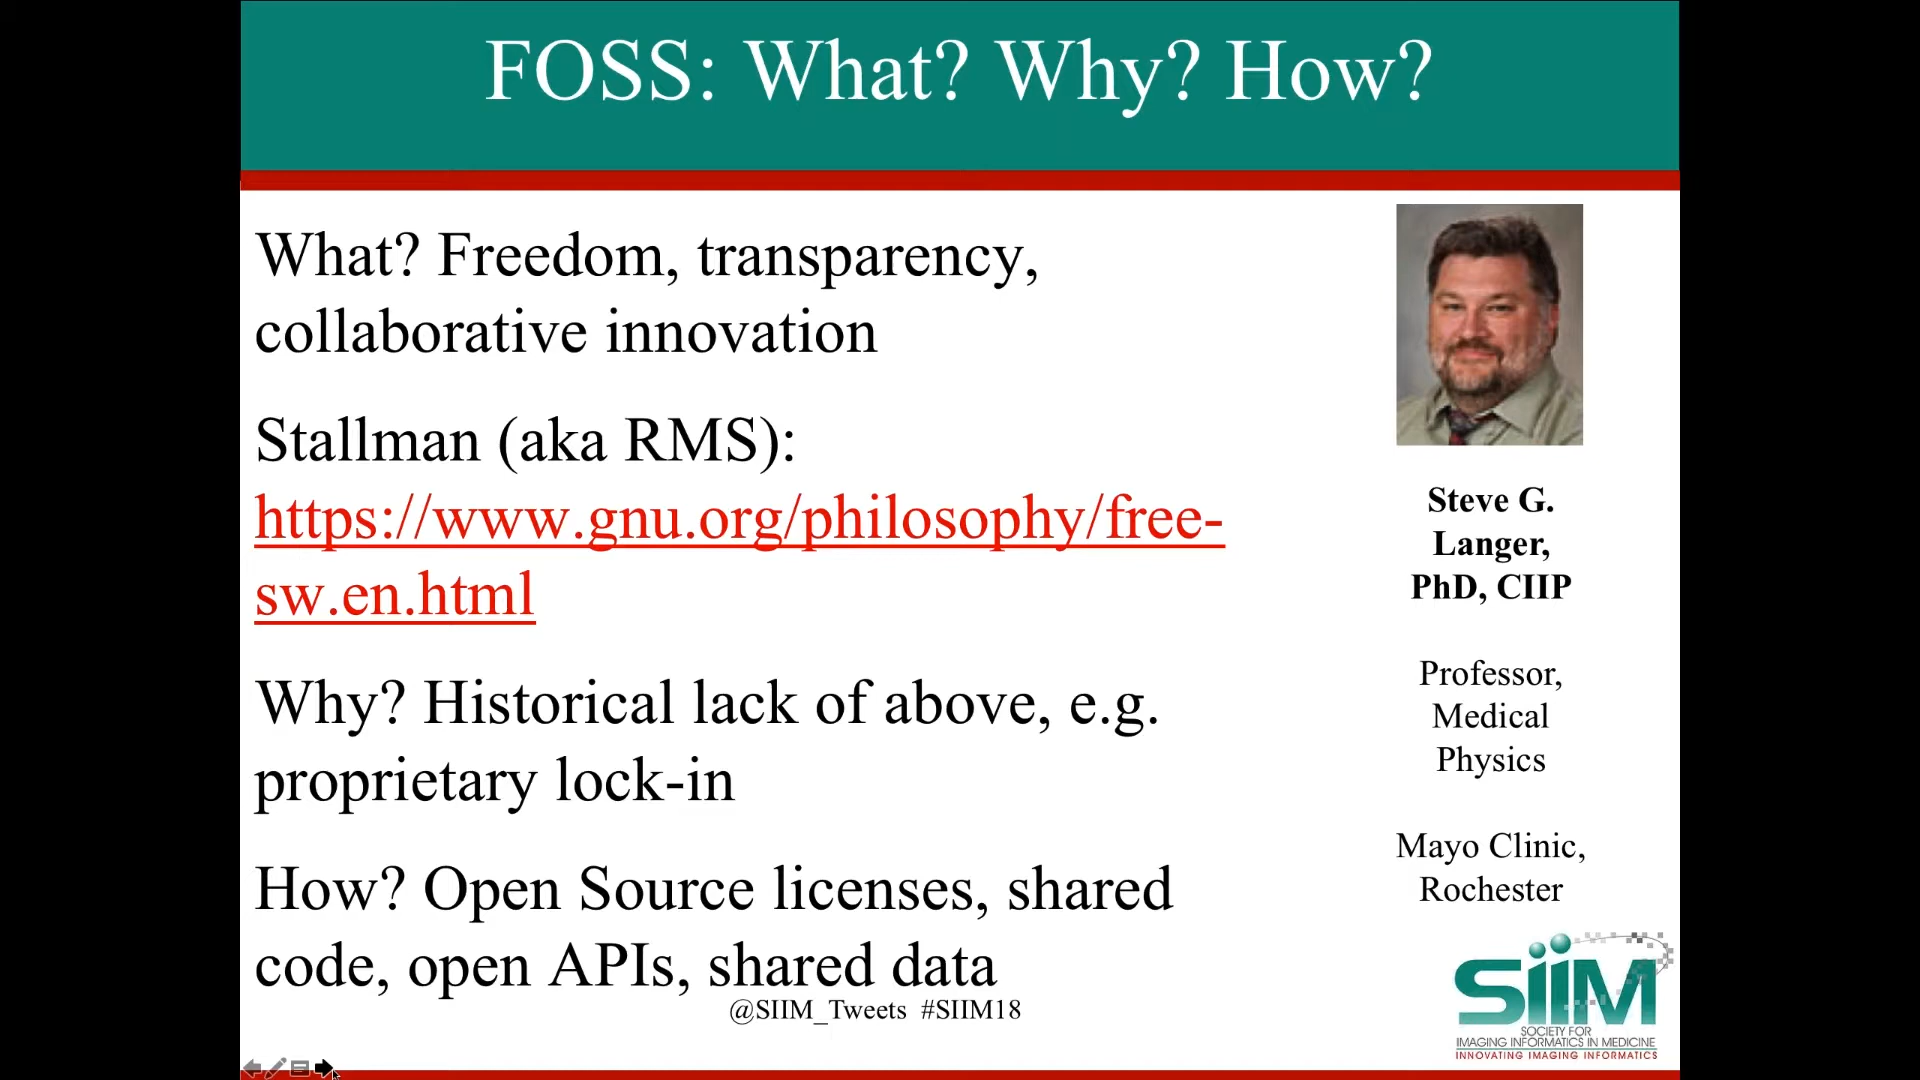 FOSS: What? Why? How?
What? Freedom, transparency,
collaborative innovation
Stallman (aka RMS):
https://www.gnu.org/philosophy/free-
sw.en.html
Why? Historical lack of above, e.g.
proprietary lock-in
How? Open Source licenses, shared
code, open APIs, shared data
@SIIM_Tweets #SIIM18
Steve G.
Langer,
PhD, CIIP
Professor,
Medical
Physics
Mayo Clinic,
Rochester
SiiM
SOCIETY FOR
IMAGING INFORMATICS IN MEDICINE
INNOVATING IMAGING INFORMATICS